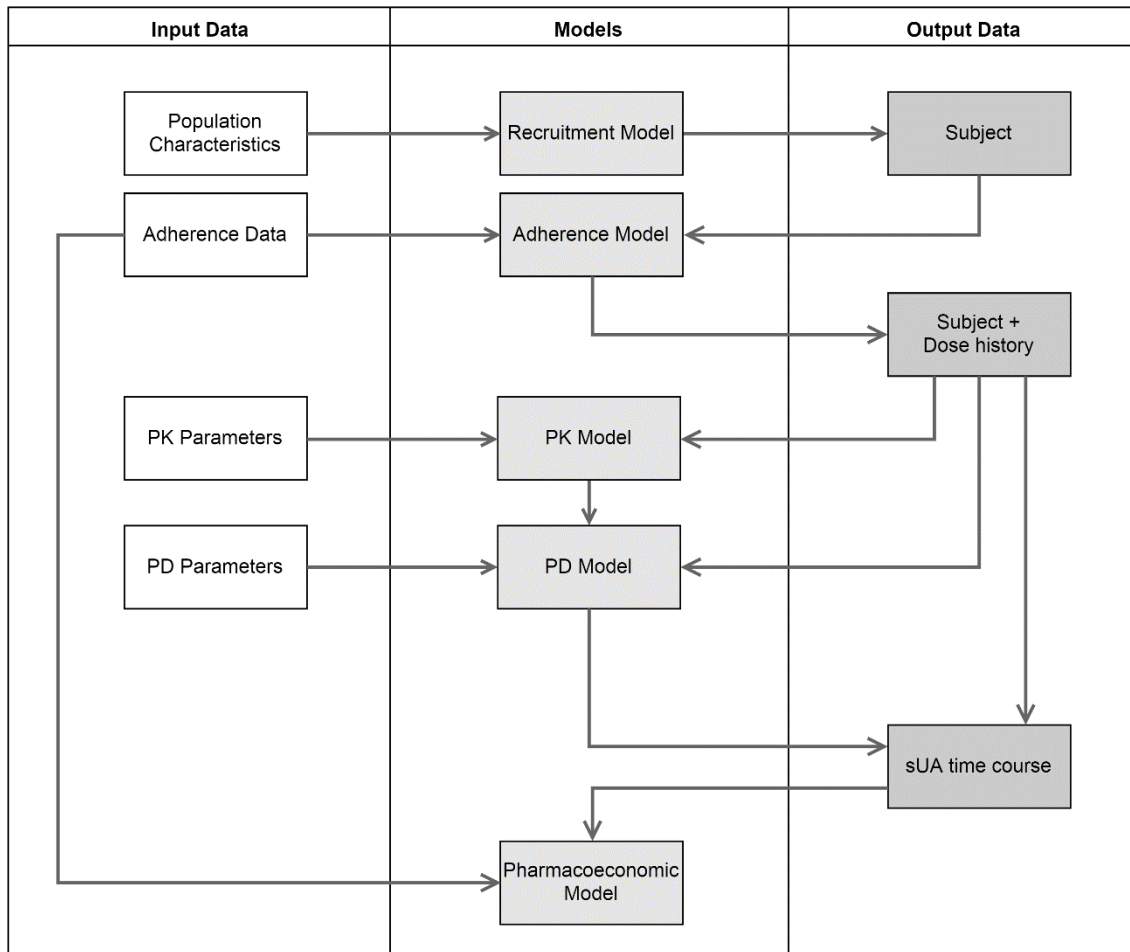 Input Data
Models
Output Data
Population
Characteristics
Recruitment Model
Subject
Adherence Data
Adherence Model
Subject +
Dose history
PK Parameters
PK Model
PD Parameters
PD Model
sUA time course
Pharmacoeconomic
Model